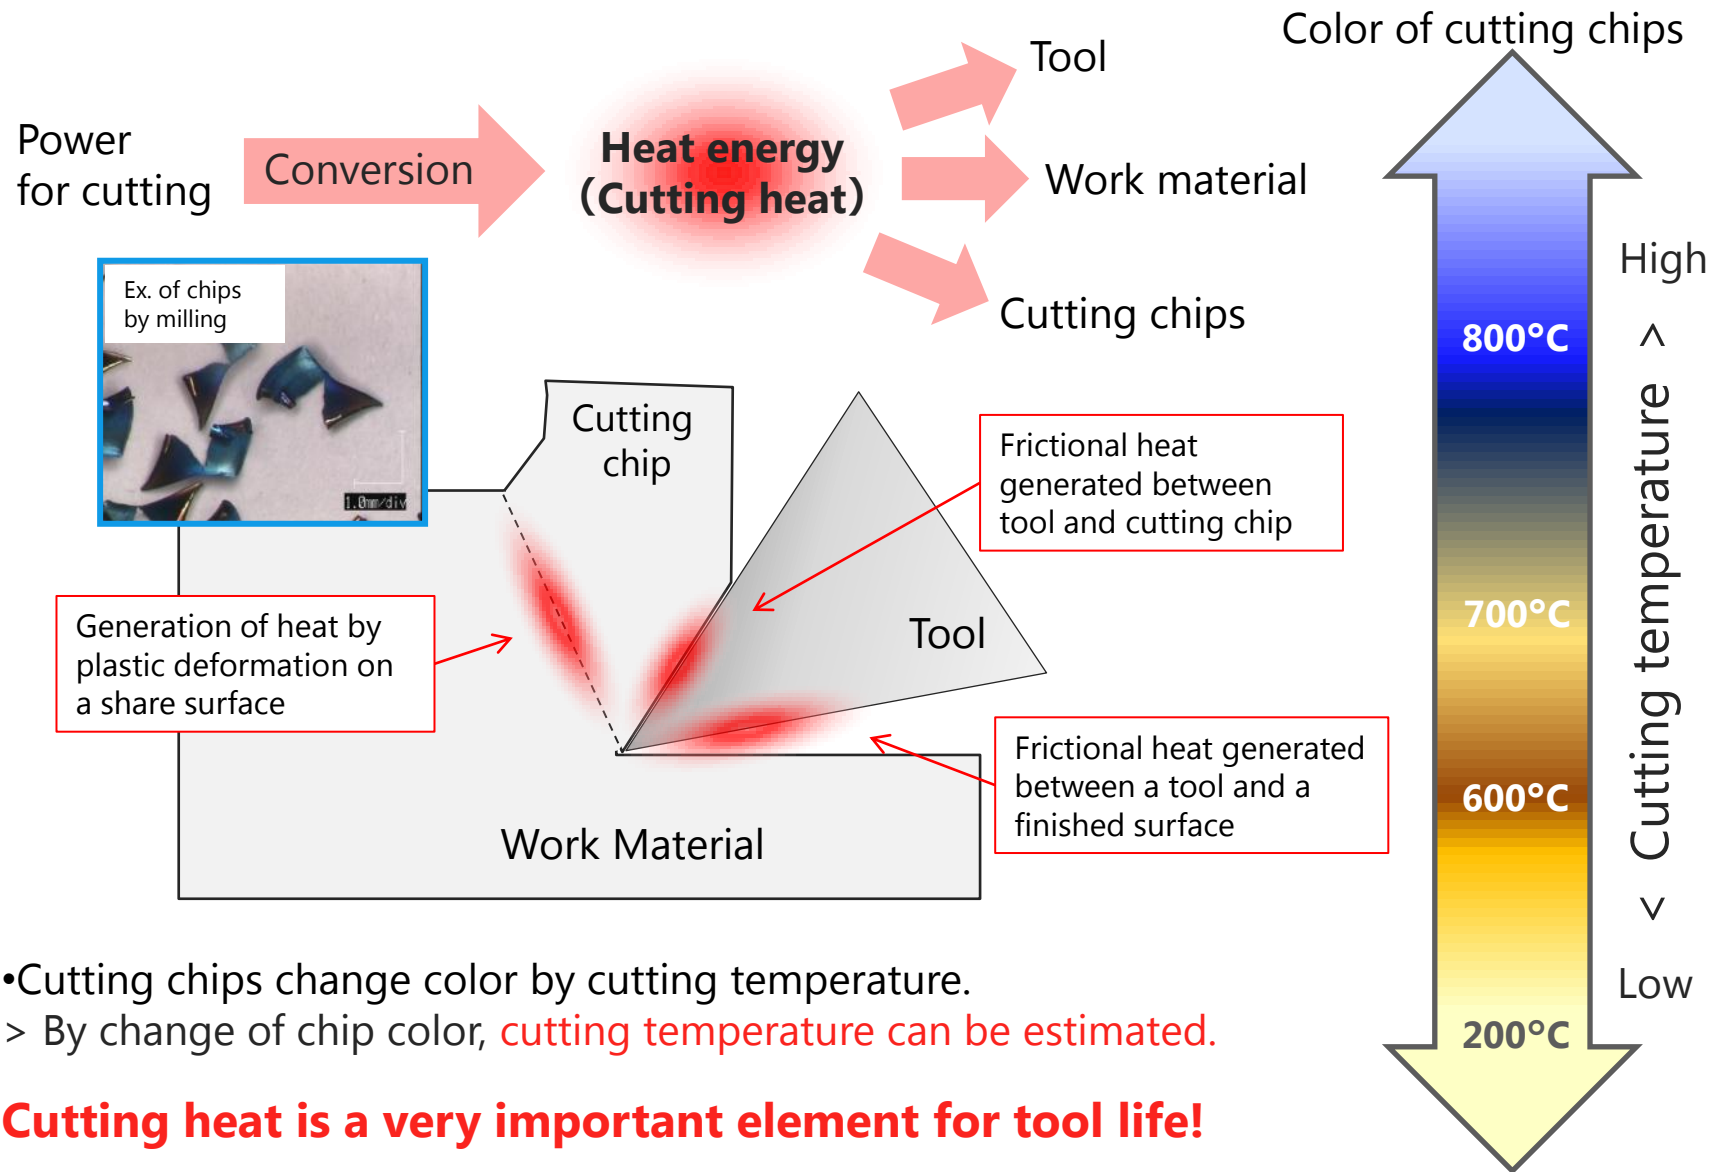 Color of cutting chips
Tool
Power
for cutting
Conversion
Heat energy
(Cutting heat)
Work material
Cutting chips
Ex. of chips
by milling
1.0mm/div
Cutting
chip
Frictional heat
generated between
tool and cutting chip
Generation of heat by
plastic deformation on
a share surface
Tool
Frictional heat generated
between a tool and a
finished surface
Work Material
High
< Cutting temperature >
Low
800°C
700°C
600°C
200°C
•Cutting chips change color by cutting temperature.
> By change of chip color, cutting temperature can be estimated.
Cutting heat is a very important element for tool life!